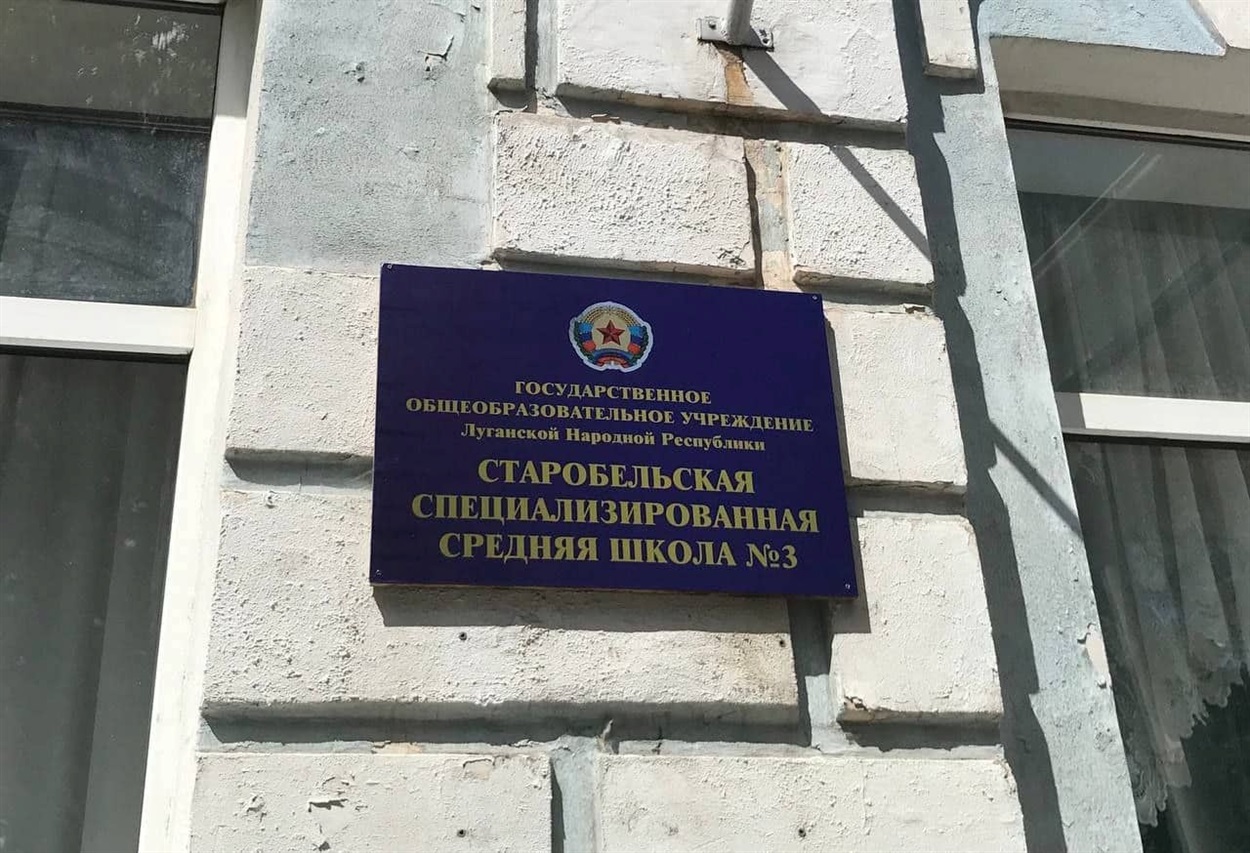 ГОСУДАРСТВЕННОЕ
ОБЩЕОБРАЗОВАТЕЛЬНОЕ УЧРЕЖДЕНИЕ
Луганской Народной Республики
СТАРОБЕЛЬСКАЯ
СПЕЦИАЛИЗИРОВАННАЯ
СРЕДНЯЯ ШКОЛА №3